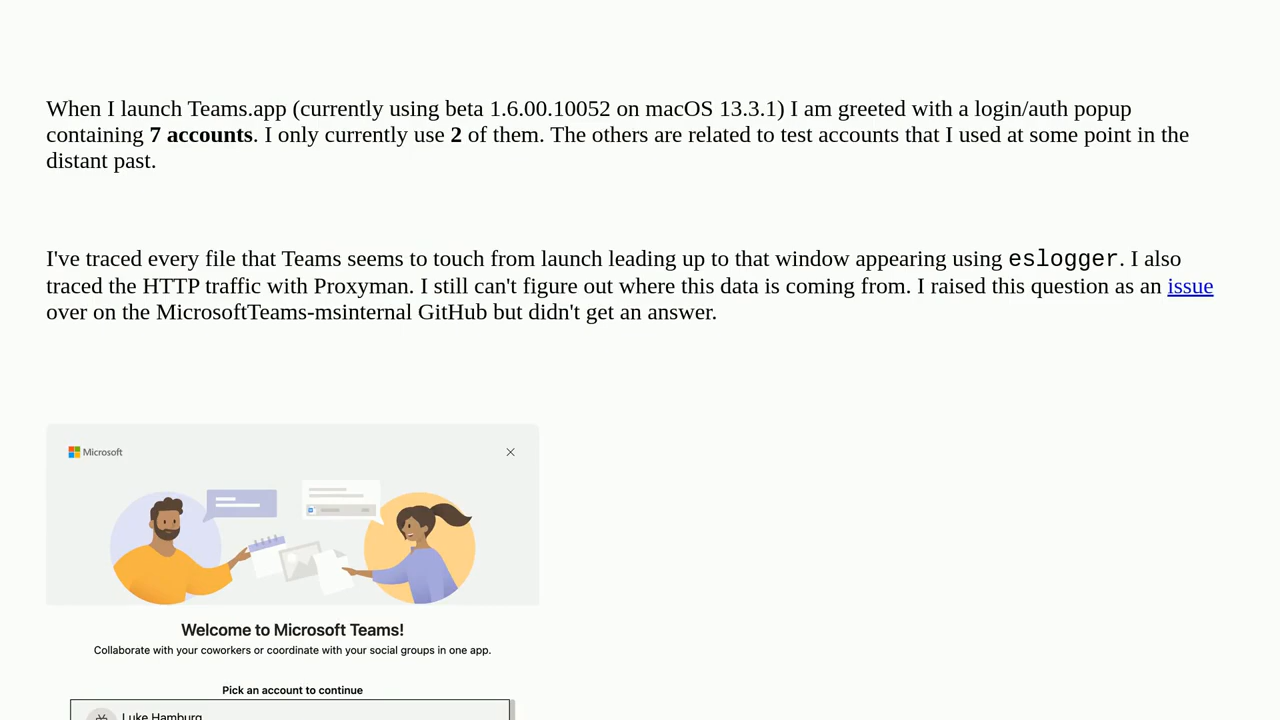 When I launch Teams.app (currently using beta 1.6.00.10052 on macOS 13.3.1) I am greeted with a login/auth popup
containing 7 accounts. I only currently use 2 of them. The others are related to test accounts that I used at some point in the
distant past.
I've traced every file that Teams seems to touch from launch leading up to that window appearing using eslogger. I also
traced the HTTP traffic with Proxyman. I still can't figure out where this data is coming from. I raised this question as an issue
over on the MicrosoftTeams-msinternal GitHub but didn't get an answer.
Microsoft
Welcome to Microsoft Teams!
Collaborate with your coworkers or coordinate with your social groups in one app.
Pick an account to continue
Luke Hamburg